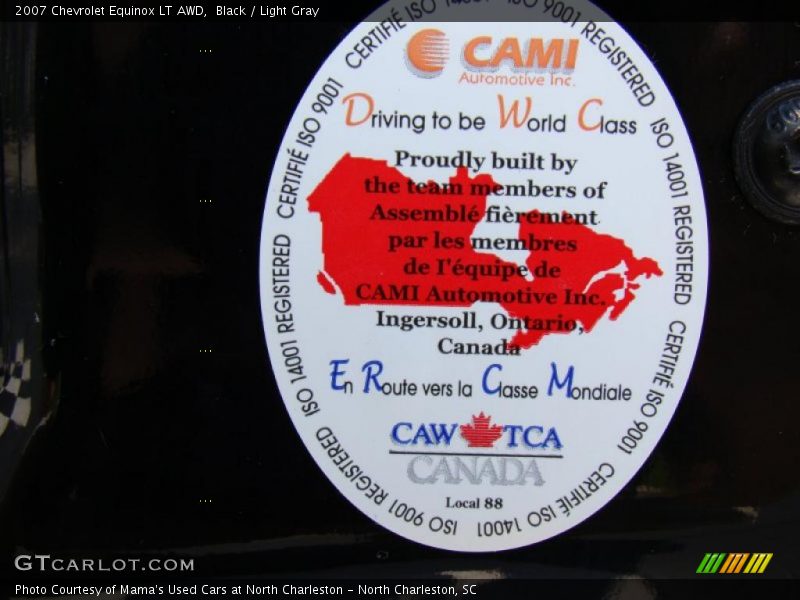 2007 Chevrolet Equinox LT AWD, Black / Light Gray
CERTIFIÉ ISO 14001 ISO 9001 REGISTERED ISO 14001 REGISTERED CERTIFIÉ ISO 9001 CERTIFIÉ ISO 14001 ISO 9001 REGISTERED ISO 14001 REGISTERED CERTIFIÉ ISO 9001
CAMI
Automotive Inc.
Driving to be World Class
Proudly built by
the team members of
Assemblé fièrement
par les membres
de l'équipe de
CAMI Automotive Inc.
Ingersoll, Ontario,
Canada
En Route vers la Classe Mondiale
CAW TCA
CANADA
Local 88
GTCARLOT.COM
Photo Courtesy of Mama's Used Cars at North Charleston - North Charleston, SC